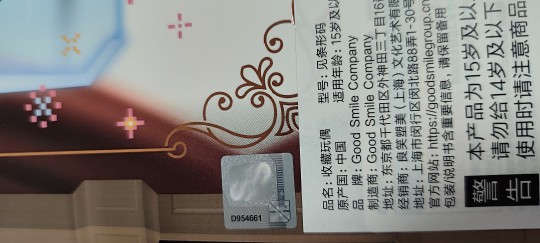 品名: 收藏玩偶 型号: 见条形码
原产国: 中国 适用年龄: 15岁及以
品 牌: Good Smile Company
制造商: Good Smile Company
地址: 东京都千代田区外神田三丁目16
经销商: 良笑塑美 (上海) 文化艺术有限
地址: 上海市闵行区闵北路88弄1-30号
官方网站: https://goodsmilegroup.cn
包装/说明书含重要信息, 请保留备用
警告
本产品为15岁及以
请勿给14岁及以下
使用时请注意商品
D954661